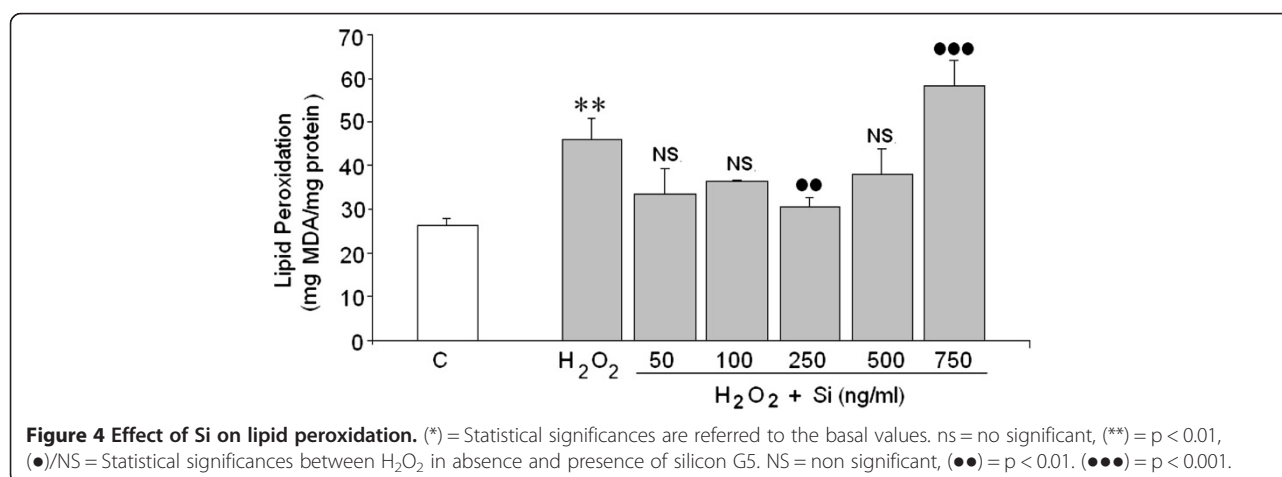 70
60
50
40
30
20
10
0
Lipid Peroxidation
(mg MDA/mg protein )
**
NS
NS
●●
NS
●●●
C
H₂O₂
50 100 250 500 750
H₂O₂ + Si (ng/ml)
Figure 4 Effect of Si on lipid peroxidation. (*) = Statistical significances are referred to the basal values. ns = no significant, (**) = p < 0.01,
(●)/NS = Statistical significances between H₂O₂ in absence and presence of silicon G5. NS = non significant, (●●) = p < 0.01. (●●●) = p < 0.001.